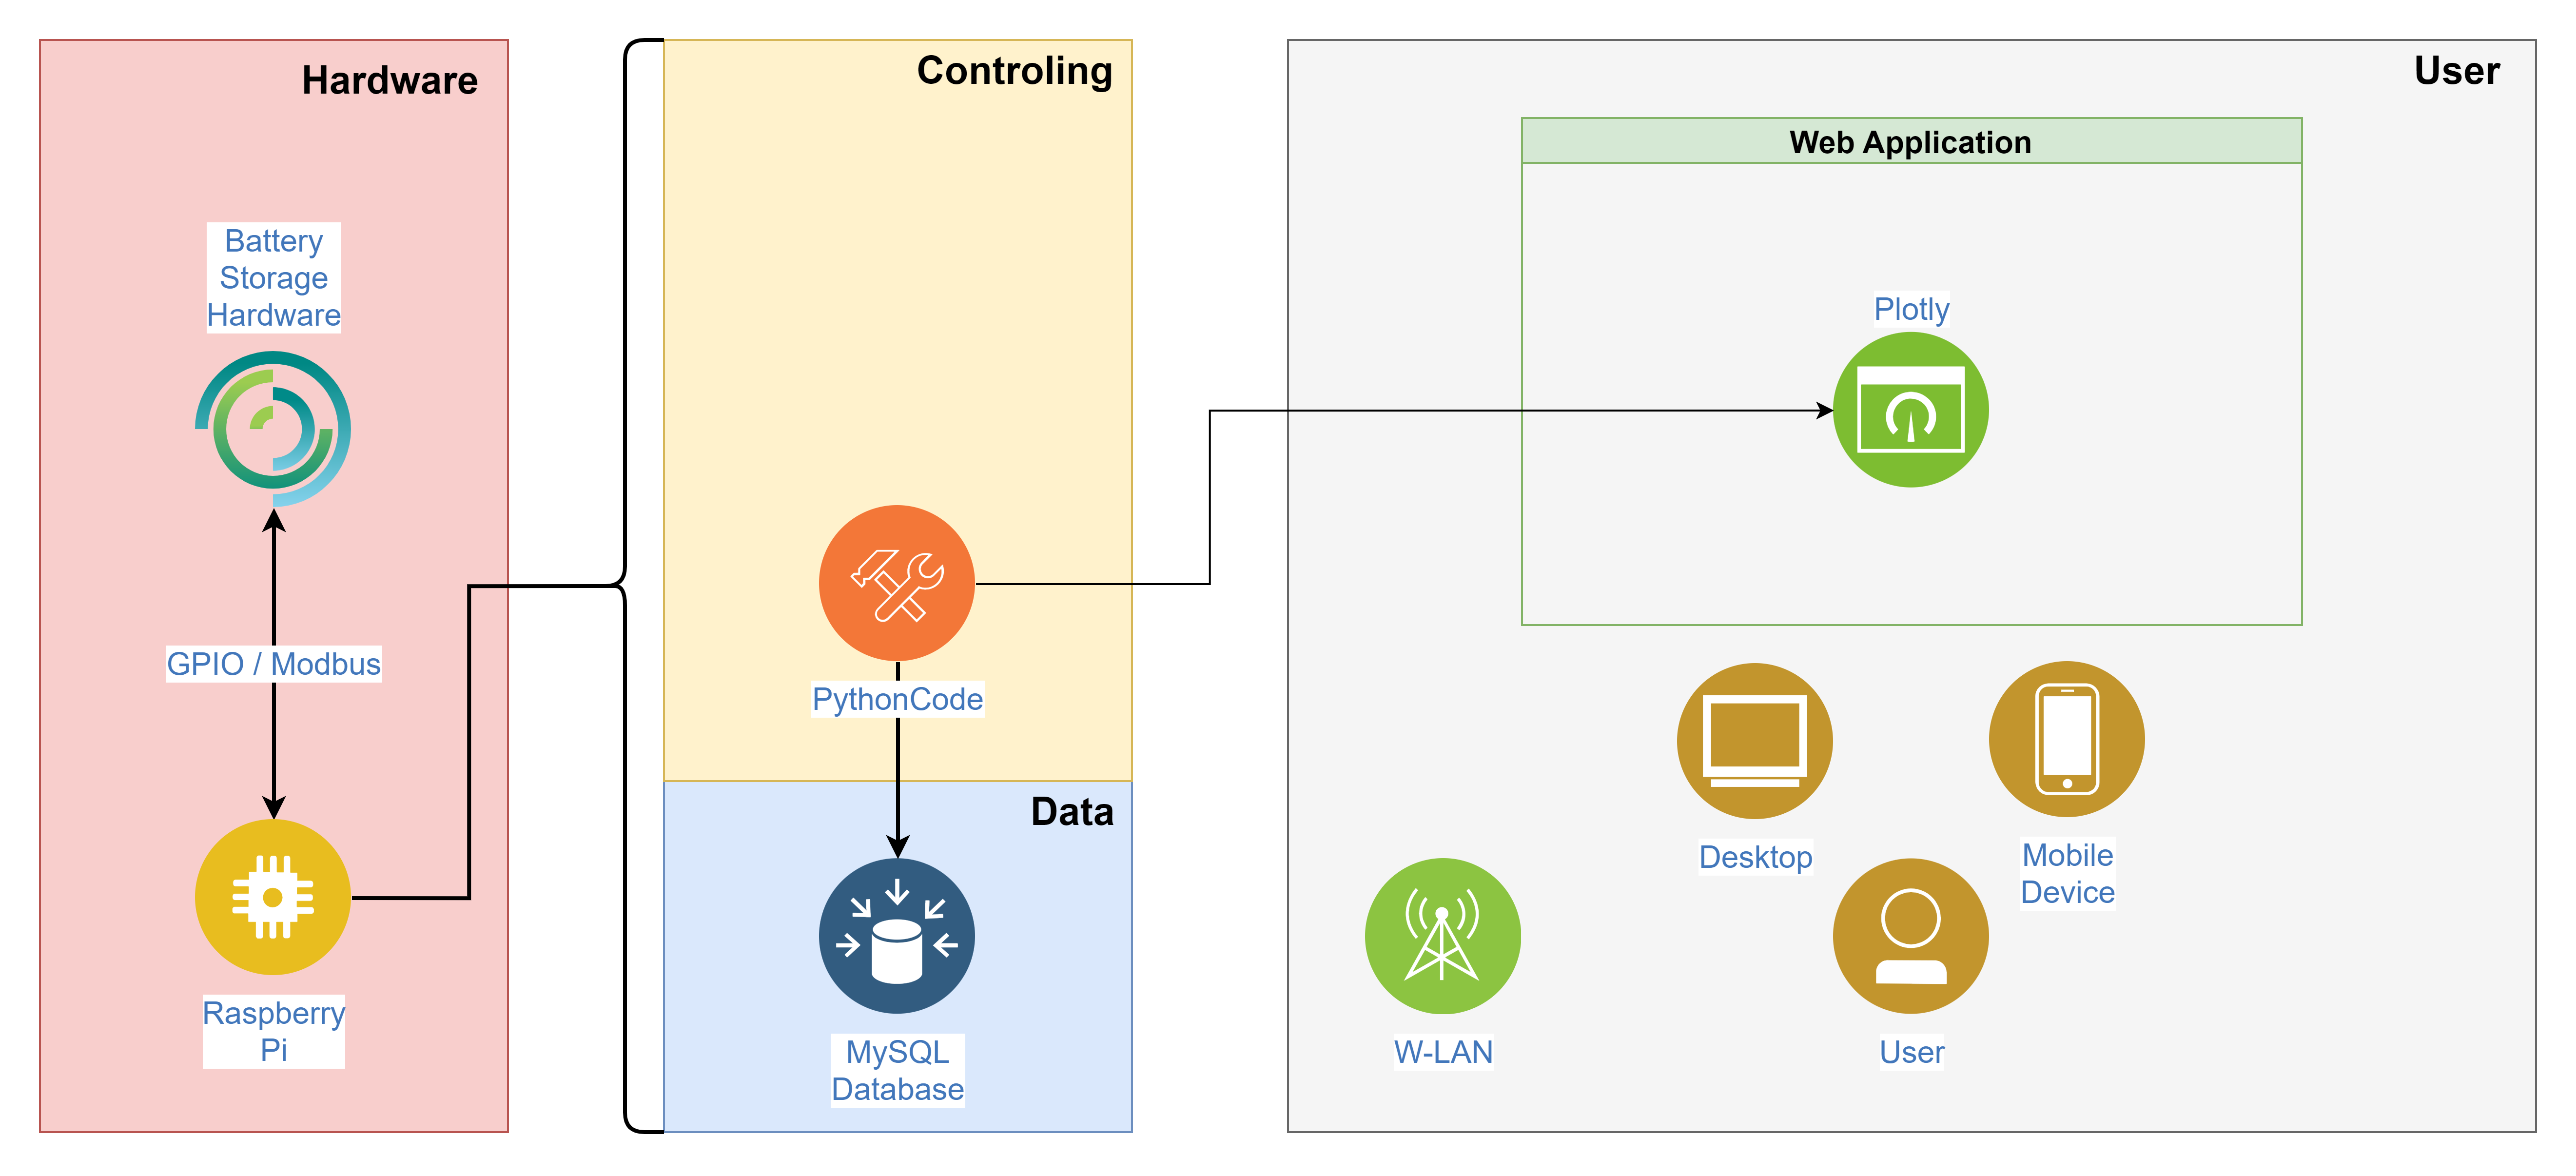 Hardware
Battery
Storage
Hardware
GPIO / Modbus
Raspberry
Pi
Controling
PythonCode
Data
MySQL
Database
User
Web Application
Plotly
Desktop
Mobile
Device
W-LAN
User